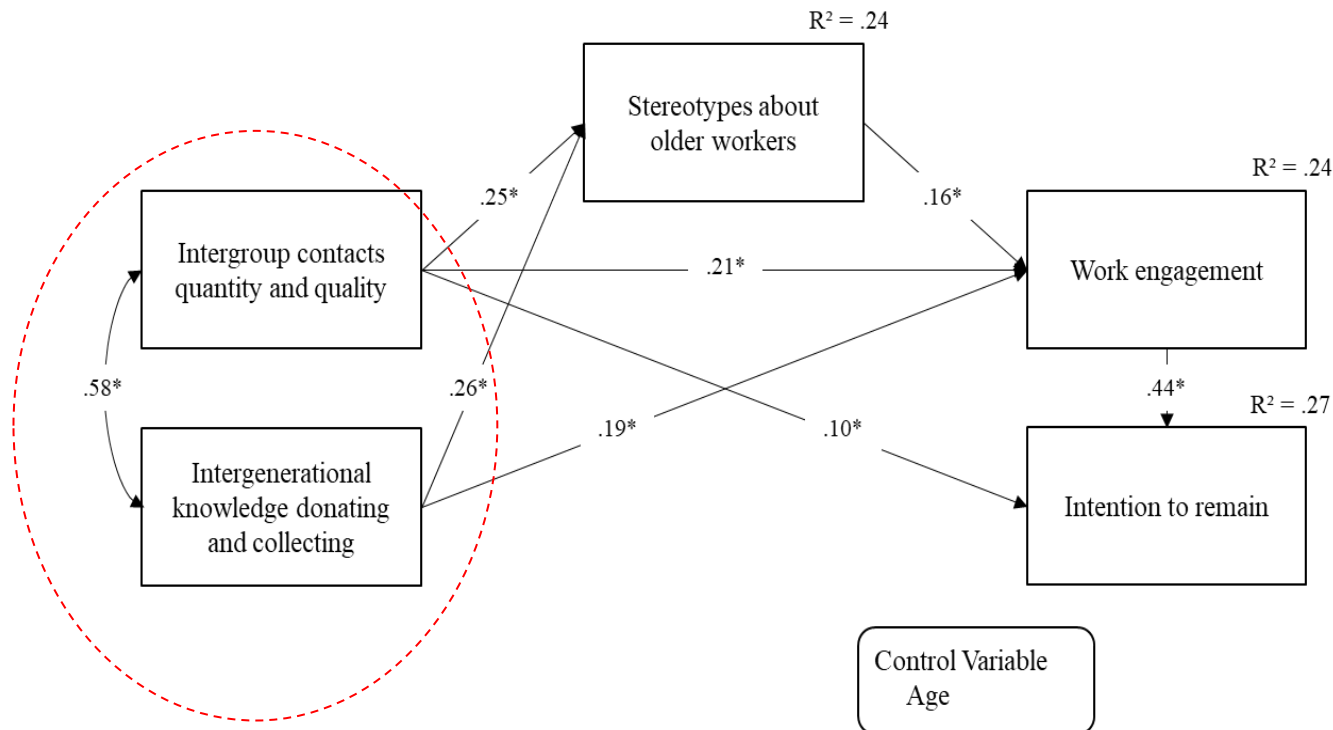 R² = .24
Stereotypes about
older workers
R² = .24
.25*
.16*
Intergroup contacts
quantity and quality
.21*
Work engagement
.58*
.26*
.44*
R² = .27
.19*
.10*
Intergenerational
knowledge donating
and collecting
Intention to remain
Control Variable
Age